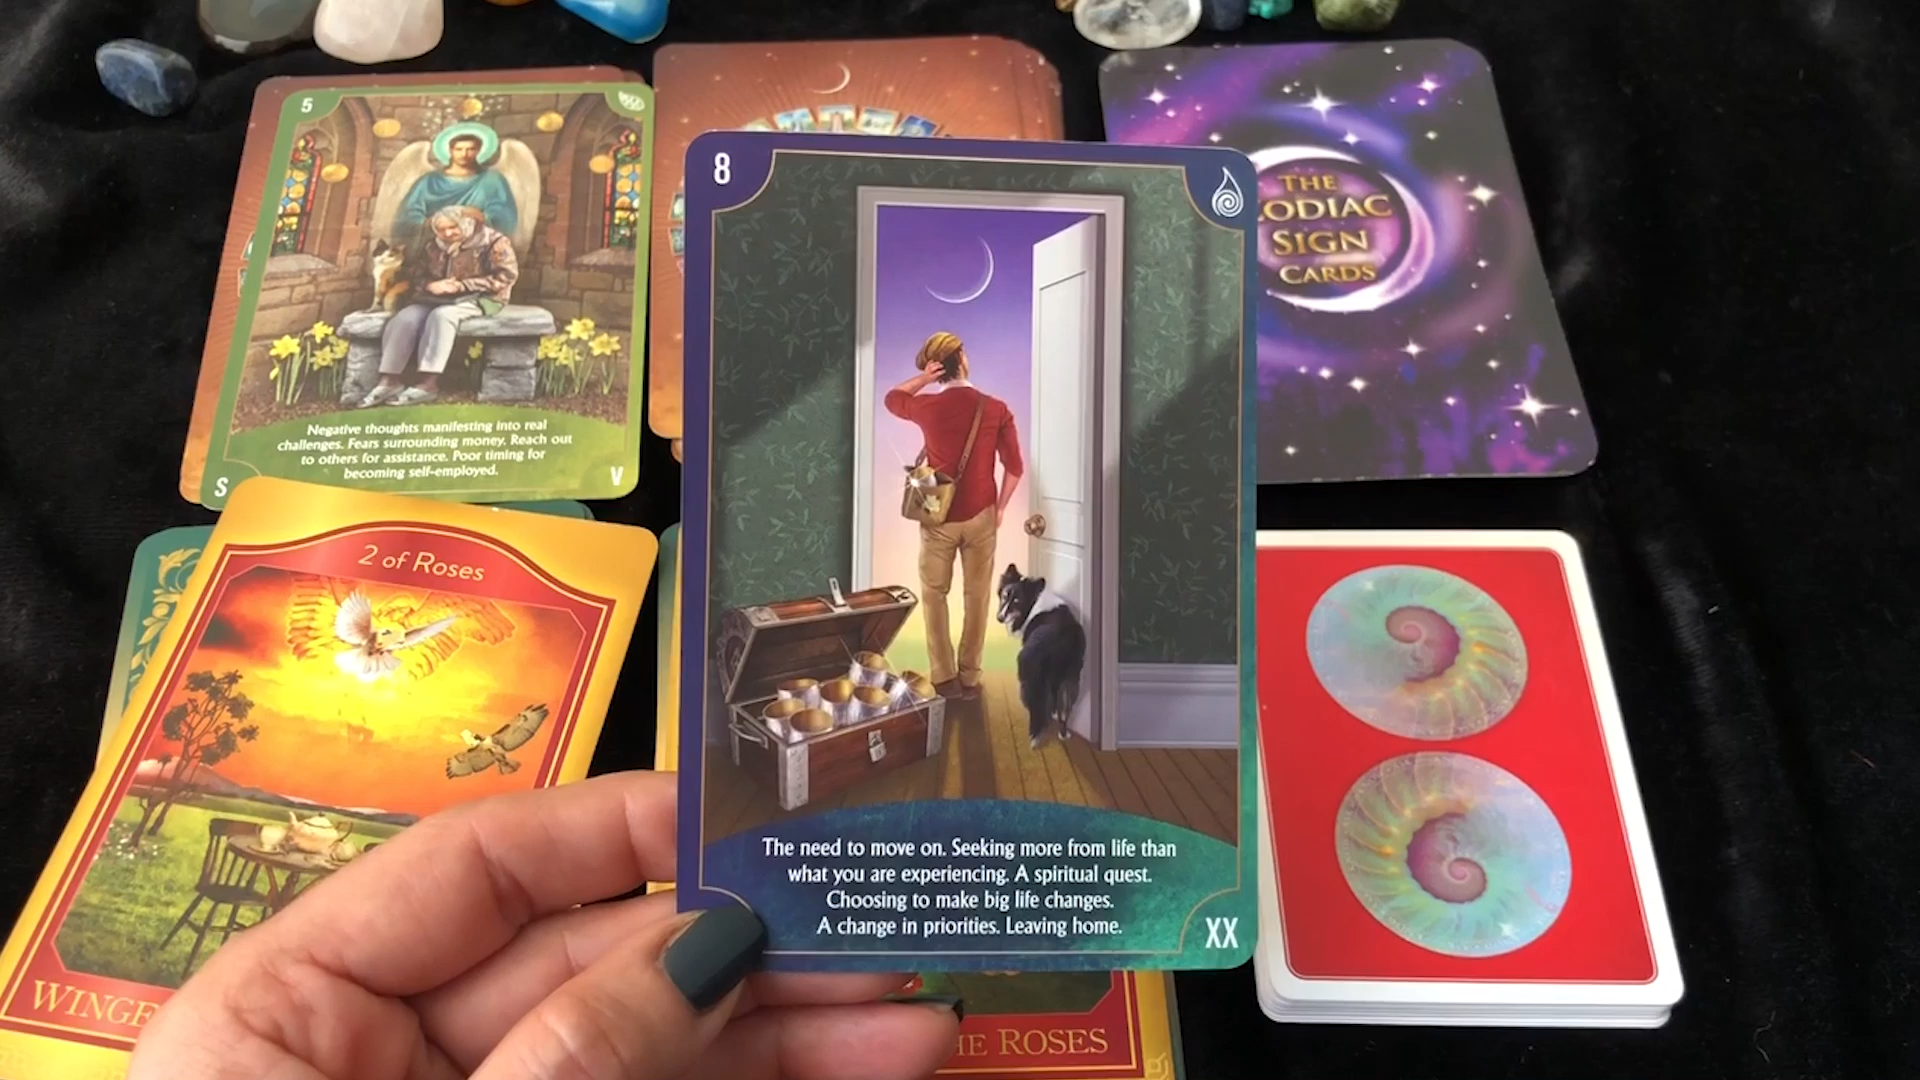 5
Negative thoughts manifesting into real
challenges. Fears surrounding money. Reach out
to others for assistance. Poor timing for
becoming self-employed.
S
V
8
The need to move on. Seeking more from life than
what you are experiencing. A spiritual quest.
Choosing to make big life changes.
A change in priorities. Leaving home.
XX
THE
ODIAC
SIGN
CARDS
2 of Roses
WINGE
HE ROSES